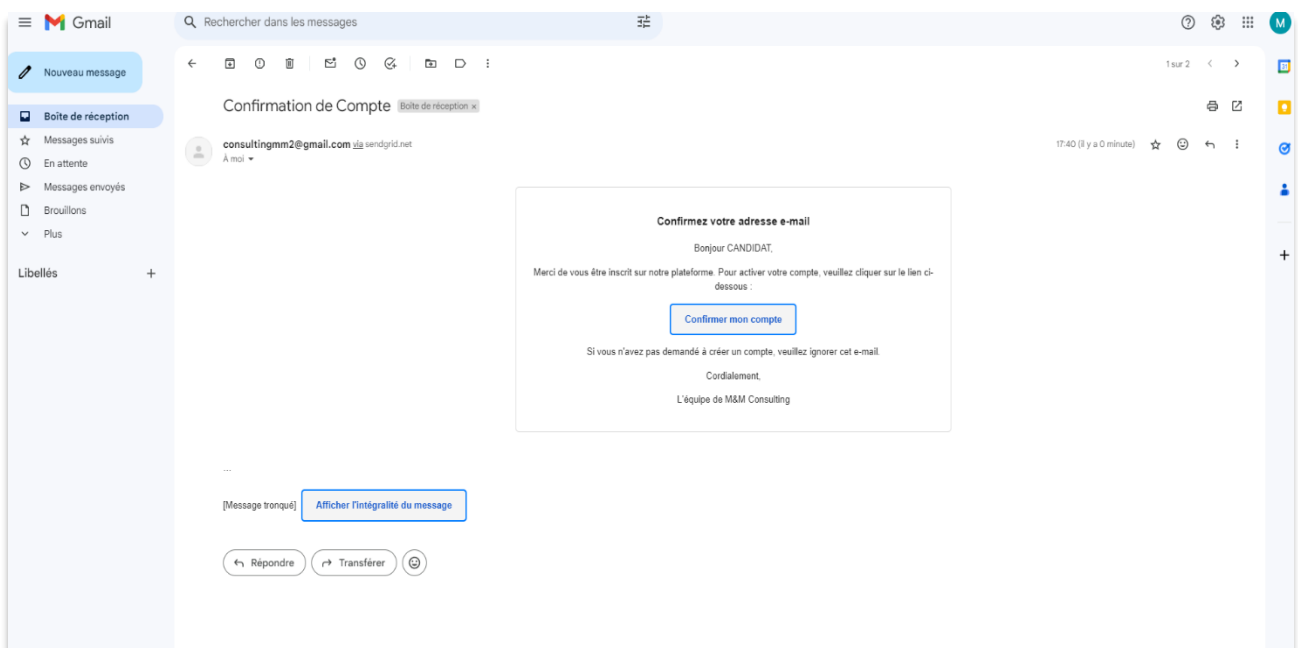 Gmail
Rechercher dans les messages
M
Nouveau message
1 sur 2
Boîte de réception
Messages suivis
En attente
Messages envoyés
Brouillons
Plus
Libellés
Confirmation de Compte Boîte de réception ×
consultingmm2@gmail.com via sendgrid.net
17:40 (il y a 0 minute)
À moi
Confirmez votre adresse e-mail
Bonjour CANDIDAT,
Merci de vous être inscrit sur notre plateforme. Pour activer votre compte, veuillez cliquer sur le lien ci-
dessous :
Confirmer mon compte
Si vous n'avez pas demandé à créer un compte, veuillez ignorer cet e-mail.
Cordialement,
L'équipe de M&M Consulting
...
[Message tronqué] Afficher l'intégralité du message
Répondre
Transférer
31